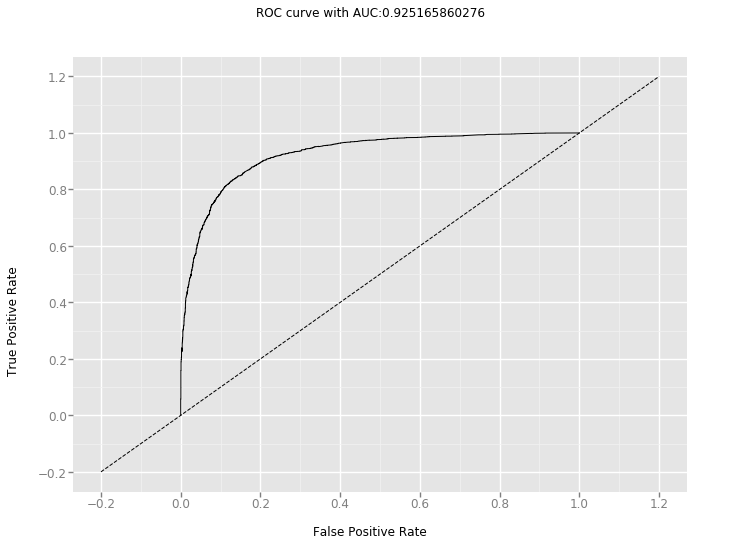 ROC curve with AUC:0.925165860276
1.2
1.0
0.8
0.6
0.4
0.2
0.0
−0.2
True Positive Rate
−0.2 0.0 0.2 0.4 0.6 0.8 1.0 1.2
False Positive Rate